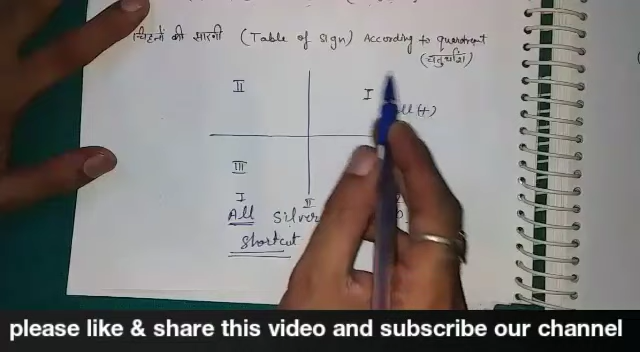 चिह्नों की सारणी (Table of sign) According to quardrant
(चतुर्थांश)
II
I
All (+)
III
I II
All Silver
Shortcut
please like & share this video and subscribe our channel